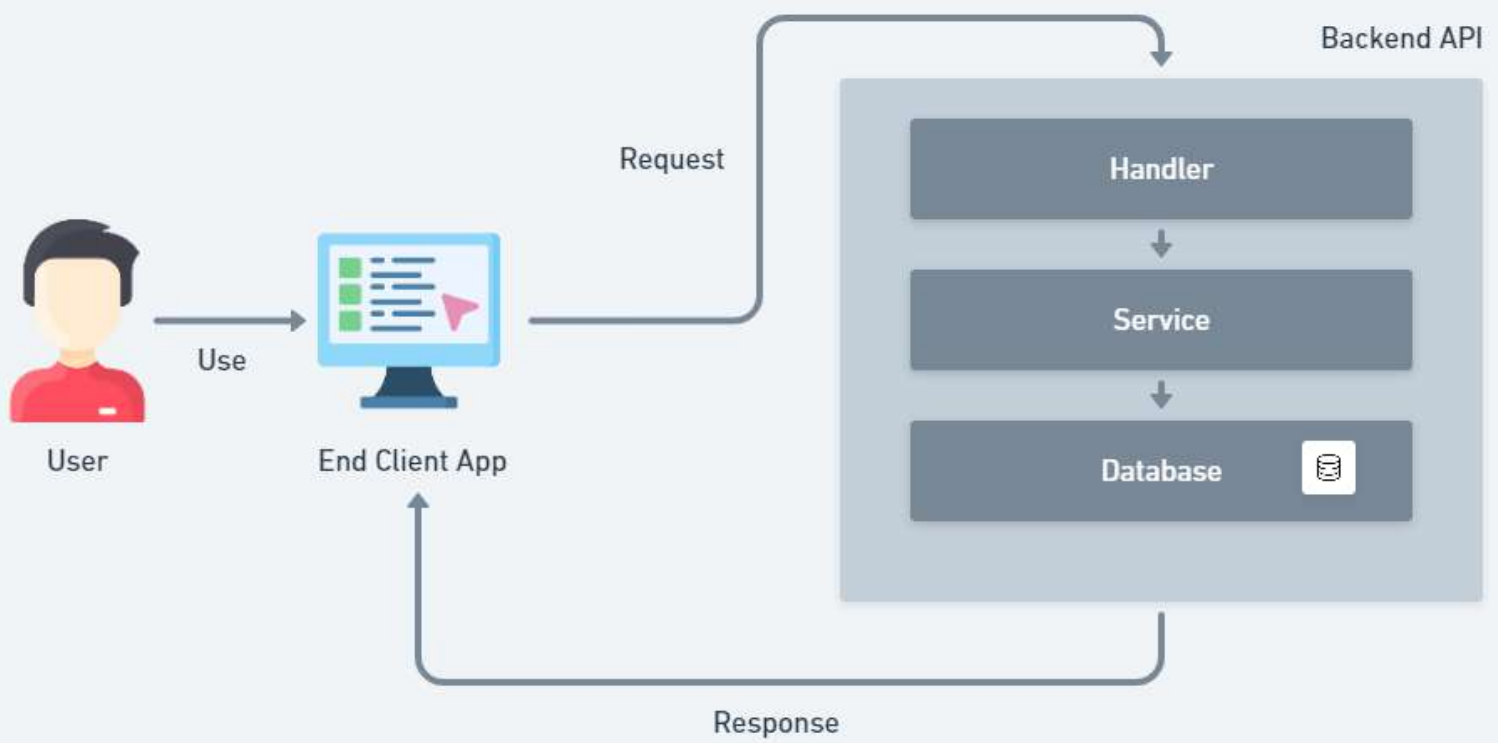 Backend API
Request
Handler
Service
Use
Database
User
End Client App
Response